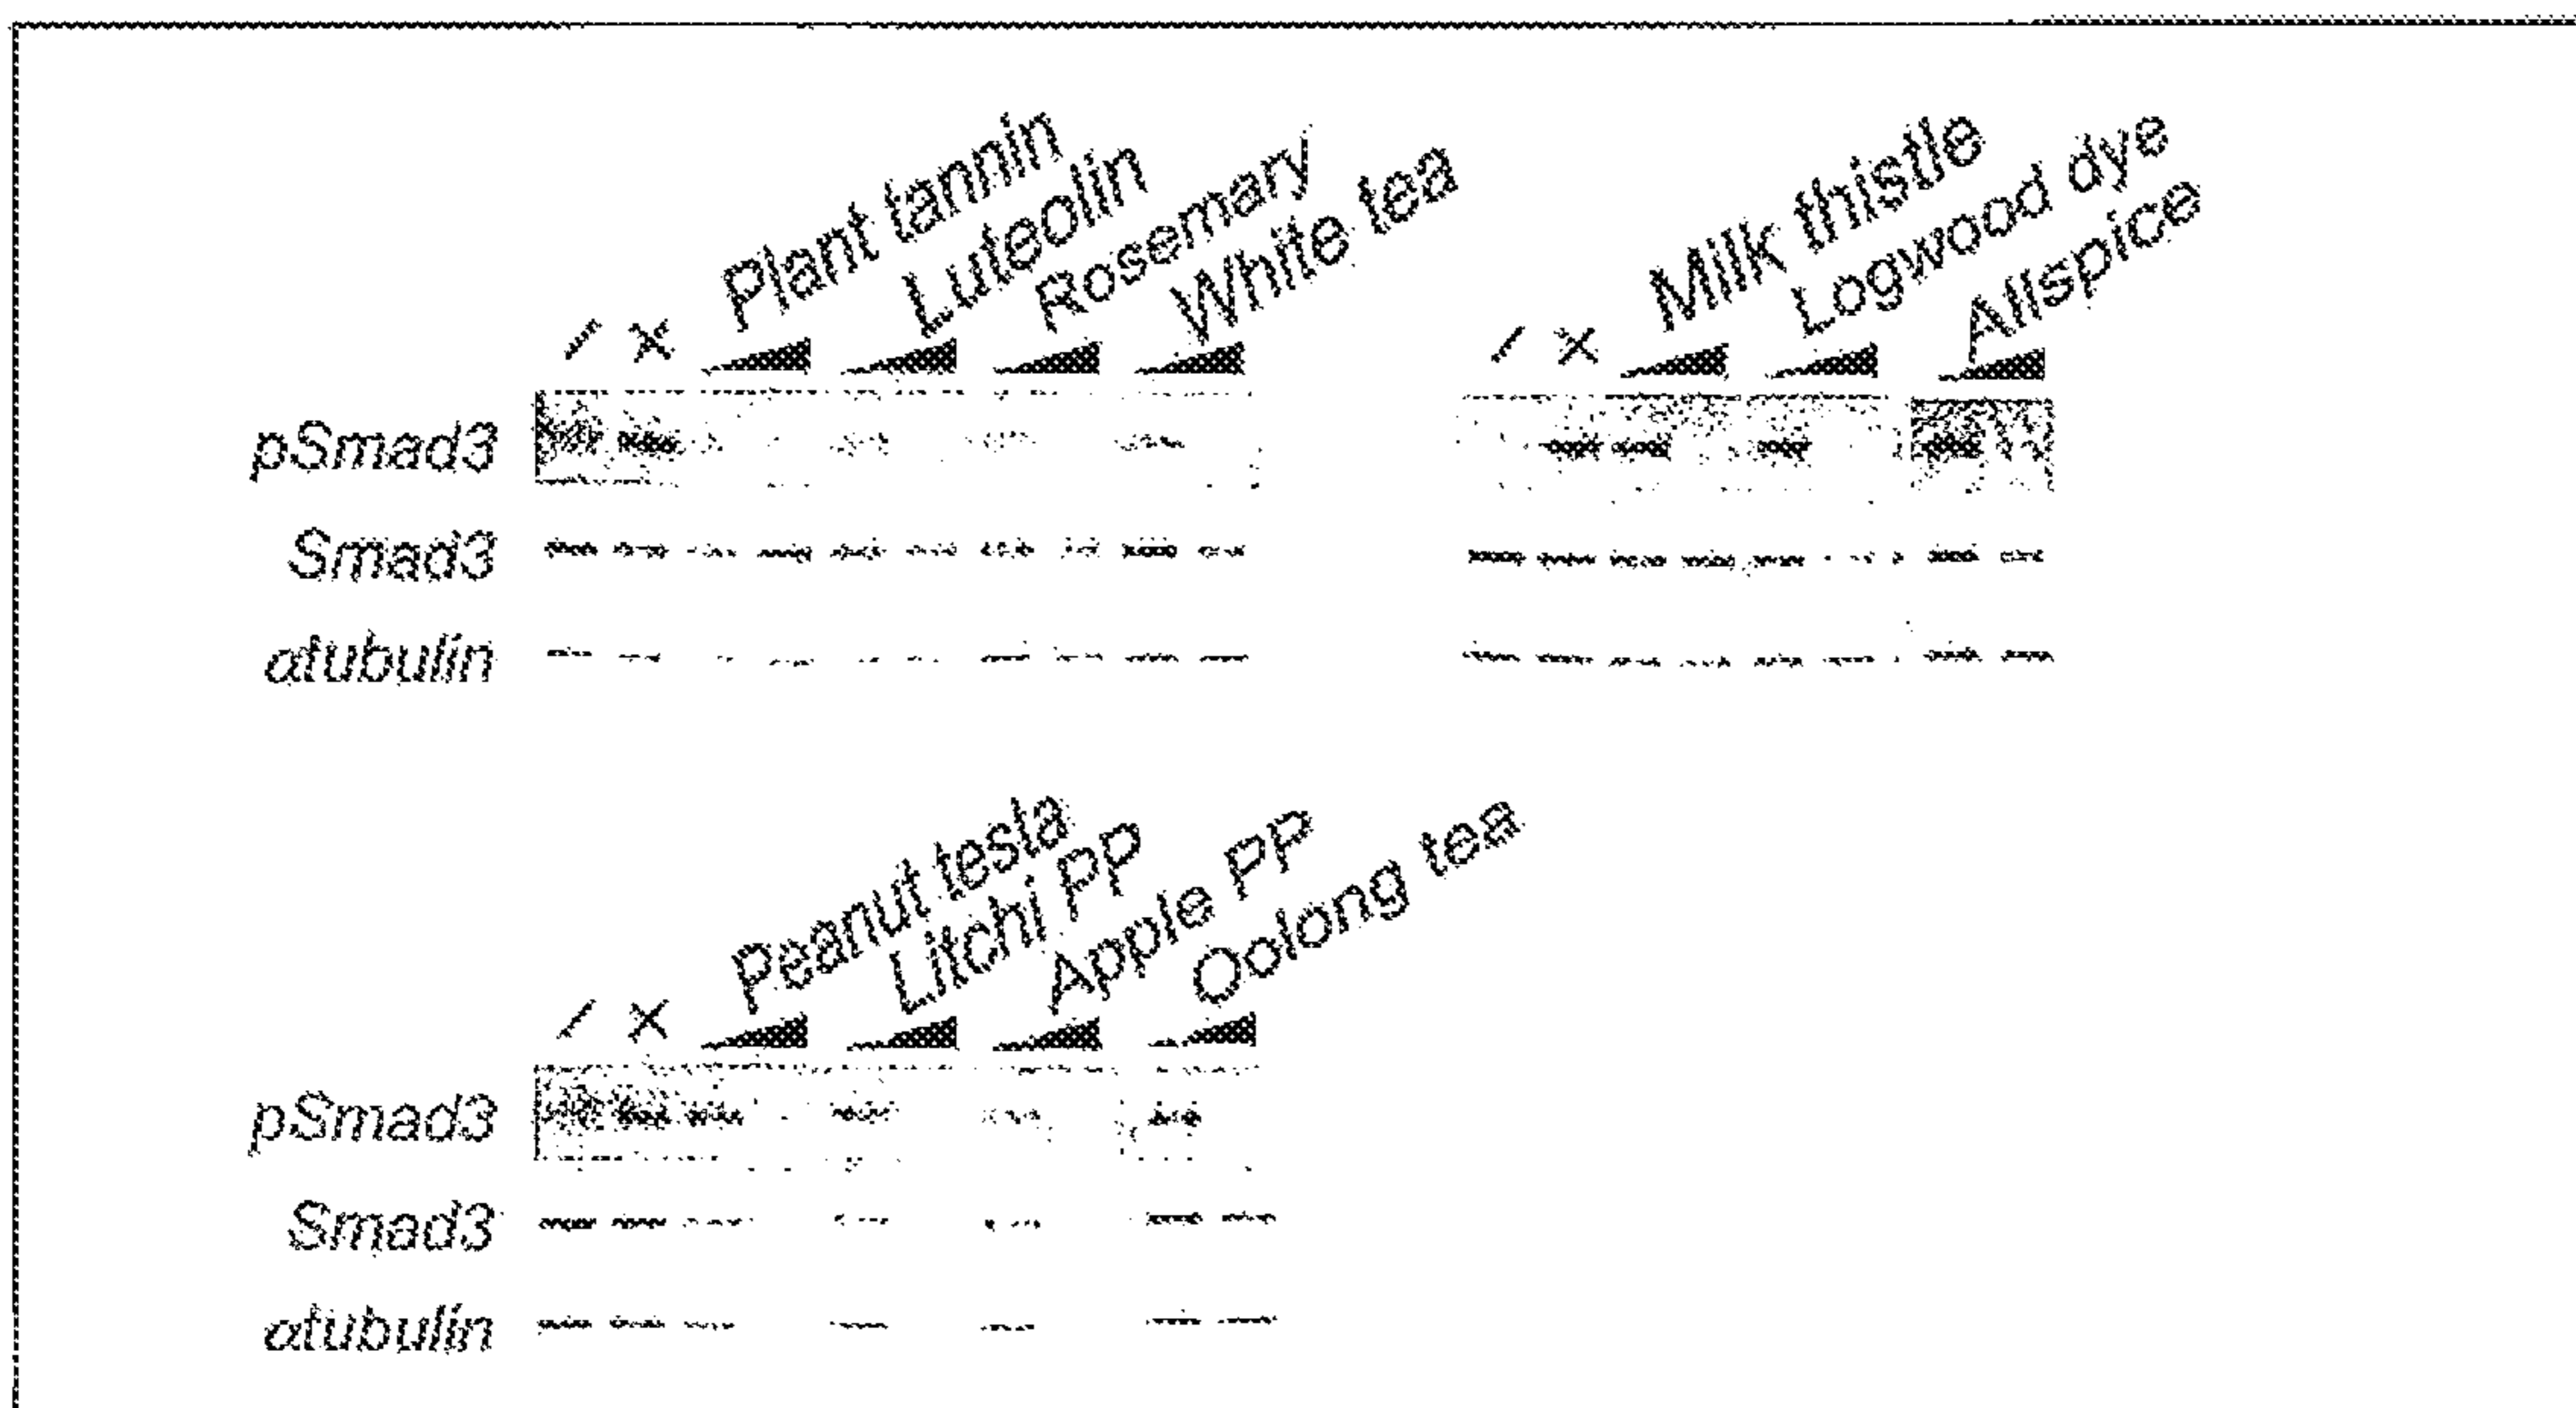 Plant tannin
Luteolin
Rosemary
White tea
pSmad3
Smad3
αtubulin
Milk thistle
Logwood dye
Allspice
Peanut testa
Litchi PP
Apple PP
Oolong tea
pSmad3
Smad3
αtubulin